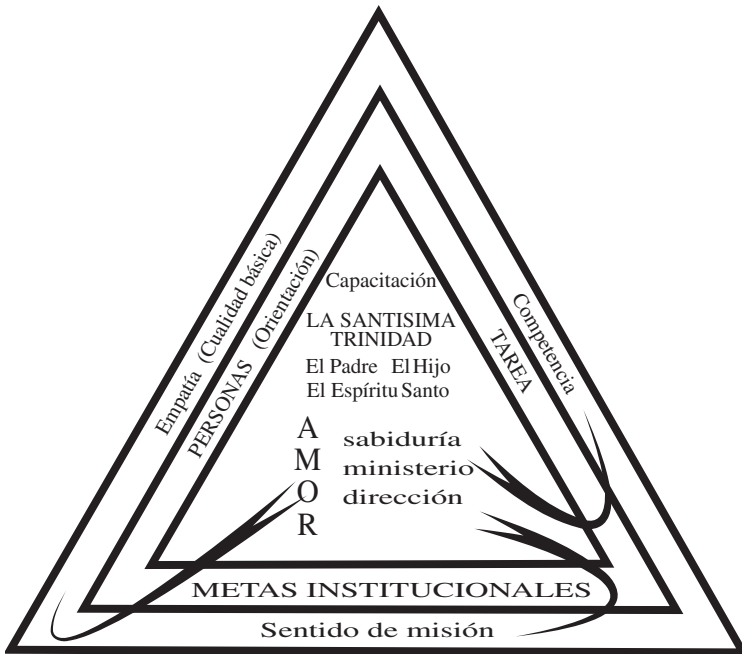 Empatía (Cualidad básica)
PERSONAS (Orientación)
Capacitación
LA SANTISIMA
TRINIDAD
El Padre El Hijo
El Espíritu Santo
A
M
O
R
sabiduría
ministerio
dirección
TAREA
Competencia
METAS INSTITUCIONALES
Sentido de misión